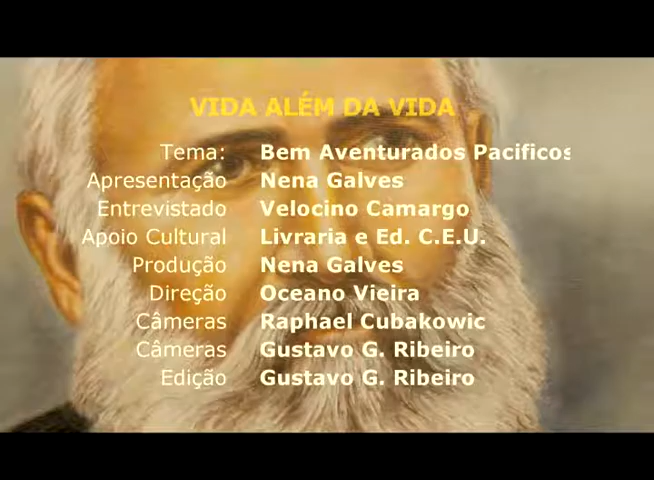 VIDA ALÉM DA VIDA
Tema: Bem Aventurados Pacificos
Apresentação Nena Galves
Entrevistado Velocino Camargo
Apoio Cultural Livraria e Ed. C.E.U.
Produção Nena Galves
Direção Oceano Vieira
Câmeras Raphael Cubakowic
Câmeras Gustavo G. Ribeiro
Edição Gustavo G. Ribeiro